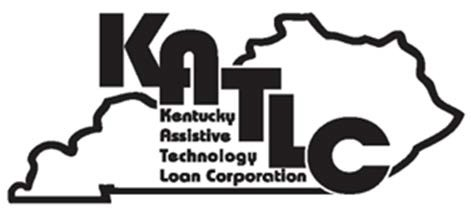 KATLC
Kentucky
Assistive
Technology
Loan Corporation